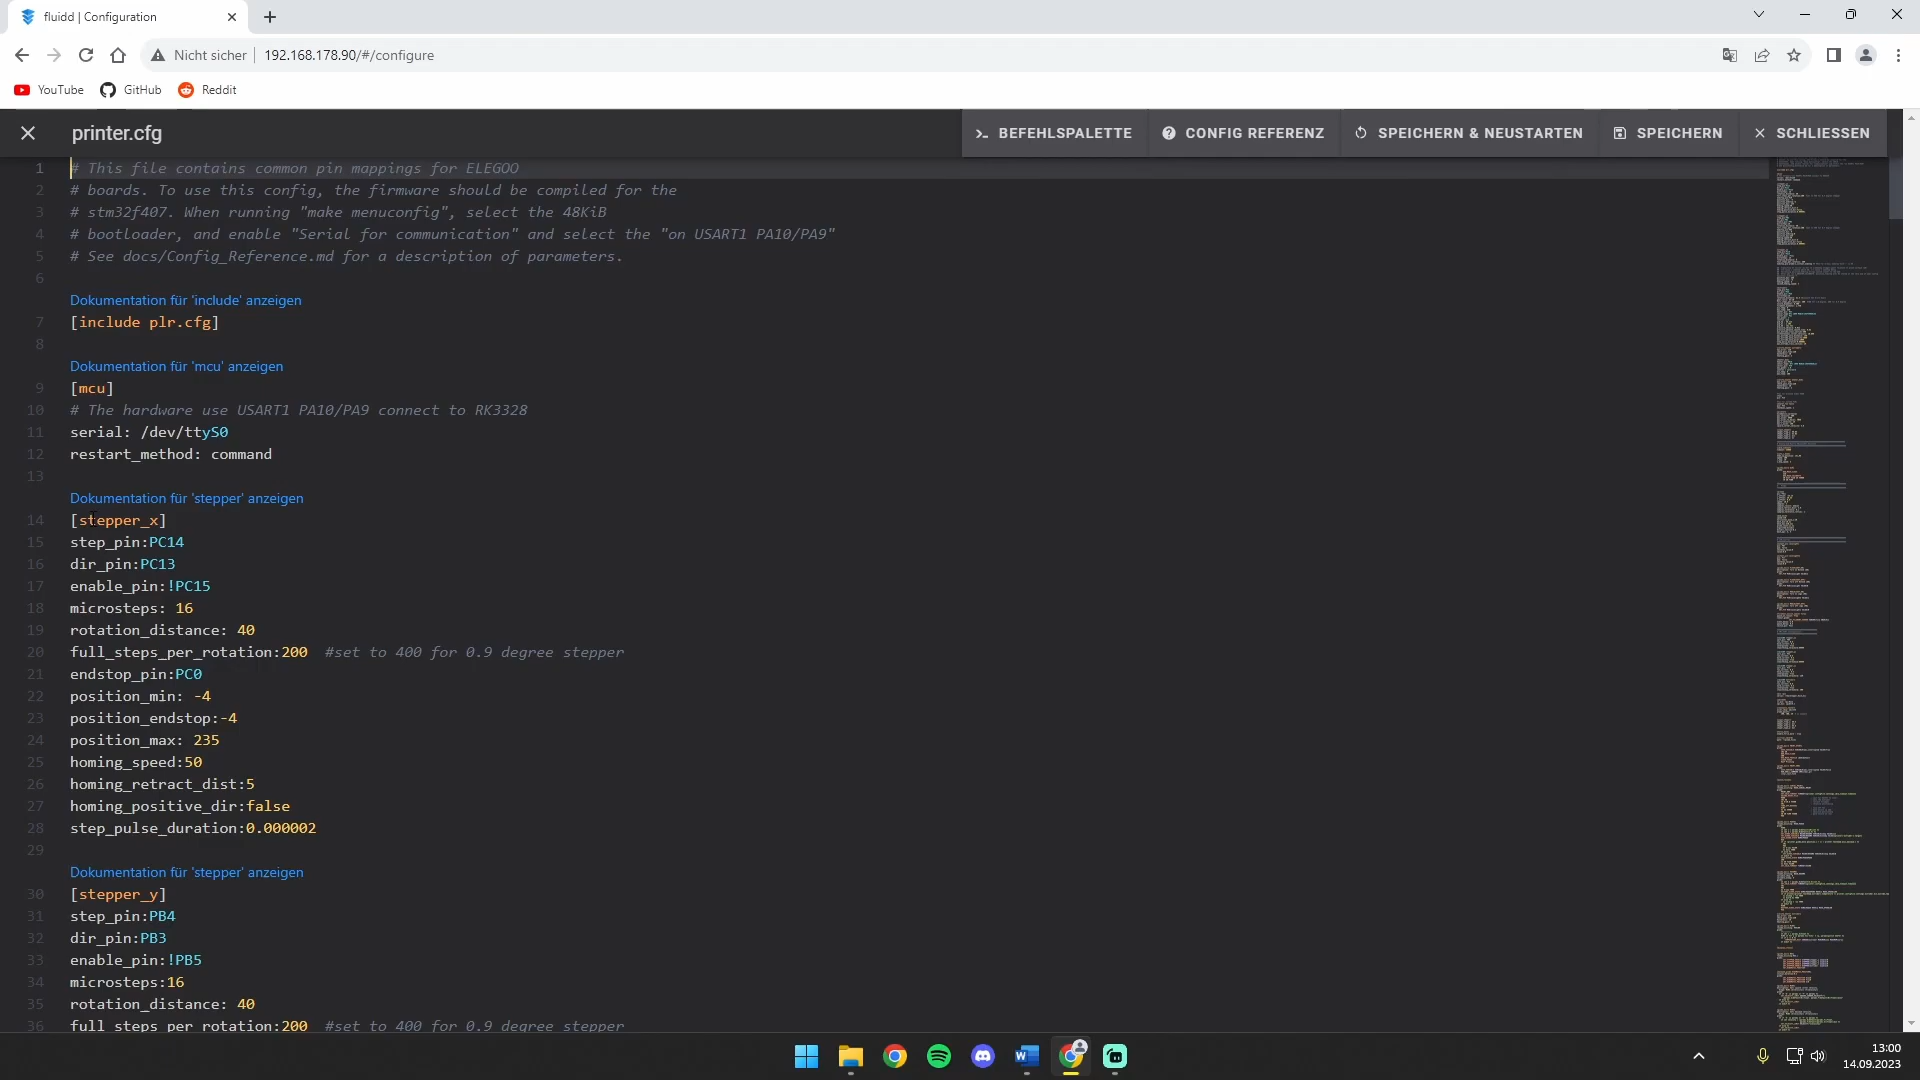 fluidd | Configuration
Nicht sicher
192.168.178.90/#/configure
YouTube
GitHub
Reddit
printer.cfg
BEFEHLSPALETTE
CONFIG REFERENZ
SPEICHERN & NEUSTARTEN
SPEICHERN
SCHLIESSEN
1 # This file contains common pin mappings for ELEGOO
2 # boards. To use this config, the firmware should be compiled for the
3 # stm32f407. When running "make menuconfig", select the 48KiB
4 # bootloader, and enable "Serial for communication" and select the "on USART1 PA10/PA9"
5 # See docs/Config_Reference.md for a description of parameters.
6
Dokumentation für 'include' anzeigen
7 [include plr.cfg]
8
Dokumentation für 'mcu' anzeigen
9 [mcu]
10 # The hardware use USART1 PA10/PA9 connect to RK3328
11 serial: /dev/ttyS0
12 restart_method: command
13
Dokumentation für 'stepper' anzeigen
14 [stepper_x]
15 step_pin:PC14
16 dir_pin:PC13
17 enable_pin:!PC15
18 microsteps: 16
19 rotation_distance: 40
20 full_steps_per_rotation:200 #set to 400 for 0.9 degree stepper
21 endstop_pin:PC0
22 position_min: -4
23 position_endstop:-4
24 position_max: 235
25 homing_speed:50
26 homing_retract_dist:5
27 homing_positive_dir:false
28 step_pulse_duration:0.000002
29
Dokumentation für 'stepper' anzeigen
30 [stepper_y]
31 step_pin:PB4
32 dir_pin:PB3
33 enable_pin:!PB5
34 microsteps:16
35 rotation_distance: 40
36 full_steps_per_rotation:200 #set to 400 for 0.9 degree stepper
13:00
14.09.2023